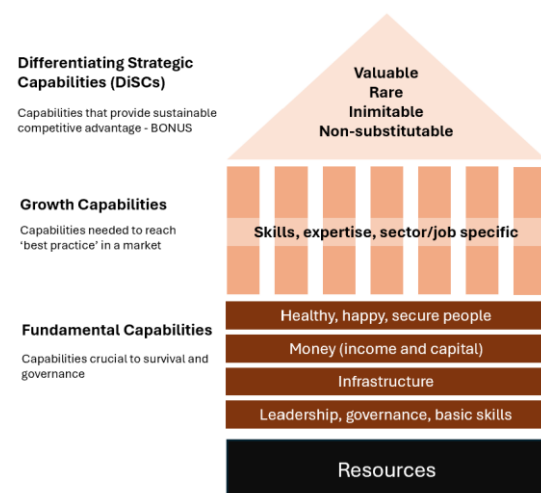 Differentiating Strategic
Capabilities (DiSCs)
Capabilities that provide sustainable
competitive advantage - BONUS
Valuable
Rare
Inimitable
Non-substitutable
Growth Capabilities
Capabilities needed to reach
‘best practice’ in a market
Skills, expertise, sector/job specific
Fundamental Capabilities
Capabilities crucial to survival and
governance
Healthy, happy, secure people
Money (income and capital)
Infrastructure
Leadership, governance, basic skills
Resources